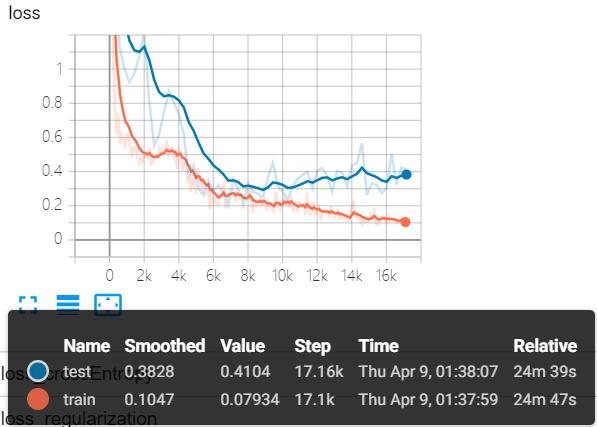 loss
1
0.8
0.6
0.4
0.2
0
0 2k 4k 6k 8k 10k 12k 14k 16k
Name Smoothed Value Step Time Relative
loss_crossEntropy
test 0.3828 0.4104 17.16k Thu Apr 9, 01:38:07 24m 39s
train 0.1047 0.07934 17.1k Thu Apr 9, 01:37:59 24m 47s
loss_regularization